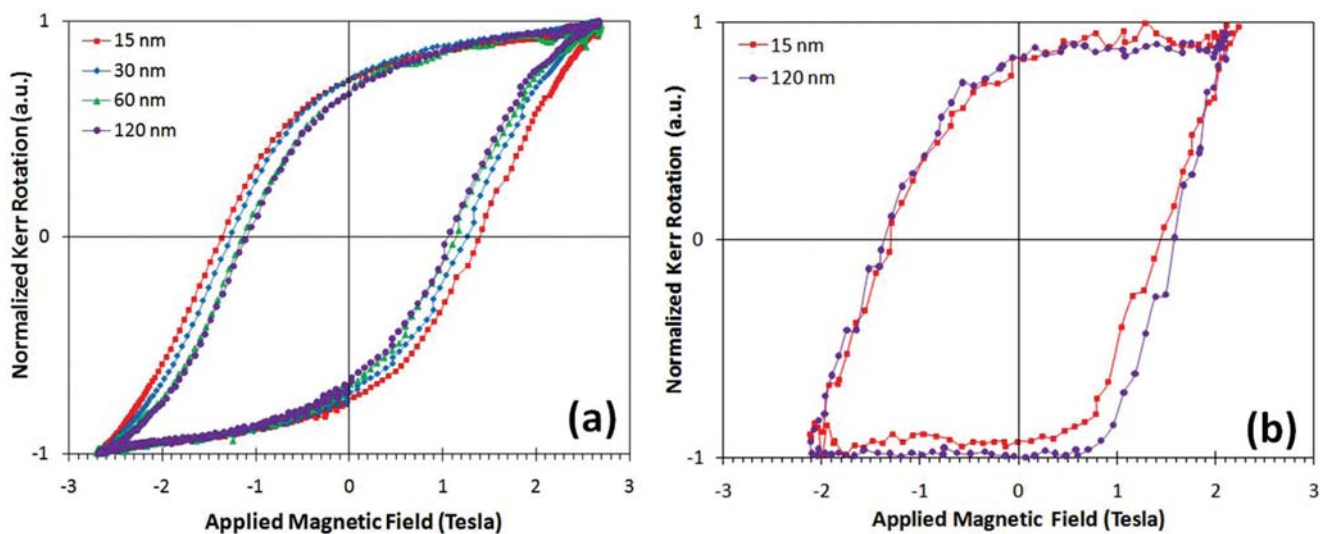 1
0
-1
-3
-2
-1
0
1
2
3
Normalized Kerr Rotation (a.u.)
Applied Magnetic Field (Tesla)
15 nm
30 nm
60 nm
120 nm
(a)
1
0
-1
-3
-2
-1
0
1
2
3
Normalized Kerr Rotation (a.u.)
Applied Magnetic Field (Tesla)
15 nm
120 nm
(b)